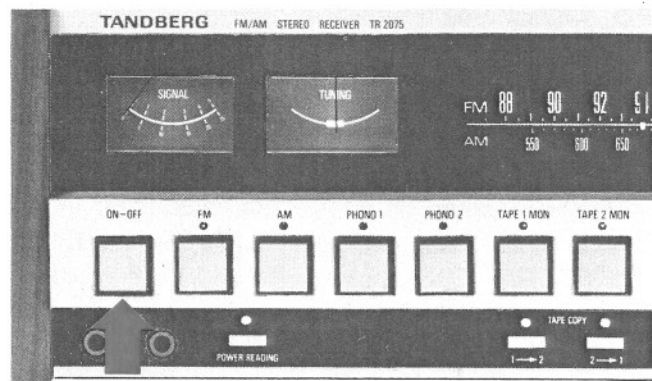 TANDBERG FM/AM STEREO RECEIVER TR 2075
SIGNAL
TUNING
FM 88 90 92 91
AM 550 600 650
ON-OFF FM AM PHONO 1 PHONO 2 TAPE 1 MON TAPE 2 MON
TAPE COPY
POWER READING
1→2 2→1